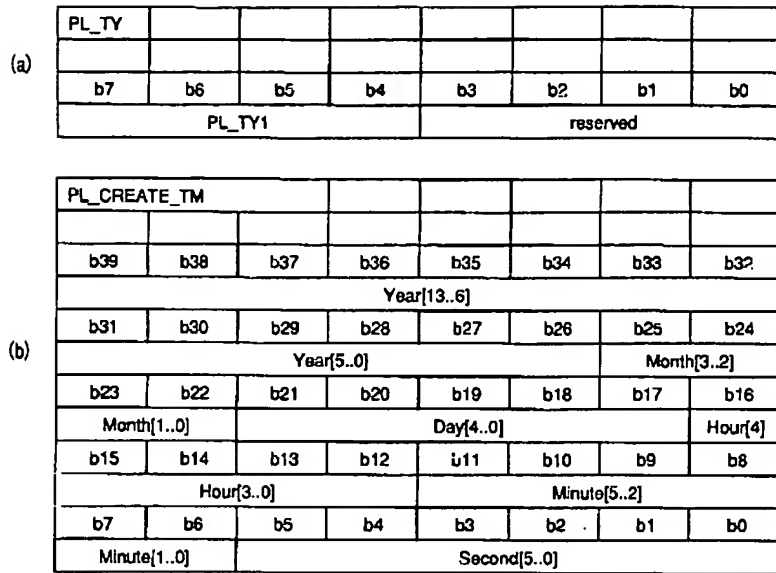 PL_TY
(a)
b7 b6 b5 b4 b3 b2 b1 b0
PL_TY1 reserved
PL_CREATE_TM
b39 b38 b37 b36 b35 b34 b33 b32
Year[13..6]
b31 b30 b29 b28 b27 b26 b25 b24
(b)
Year[5..0] Month[3..2]
b23 b22 b21 b20 b19 b18 b17 b16
Month[1..0] Day[4..0] Hour[4]
b15 b14 b13 b12 b11 b10 b9 b8
Hour[3..0] Minute[5..2]
b7 b6 b5 b4 b3 b2 b1 b0
Minute[1..0] Second[5..0]